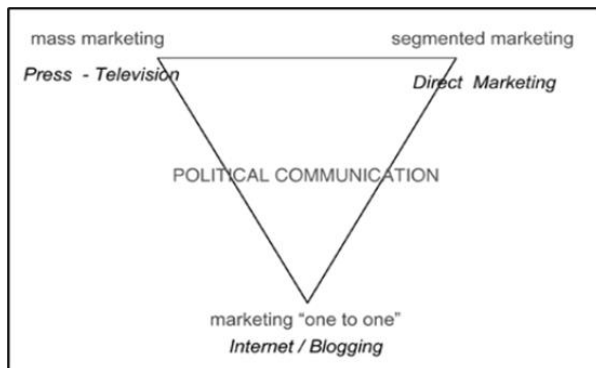 mass marketing
segmented marketing
Press - Television
Direct Marketing
POLITICAL COMMUNICATION
marketing “one to one”
Internet / Blogging